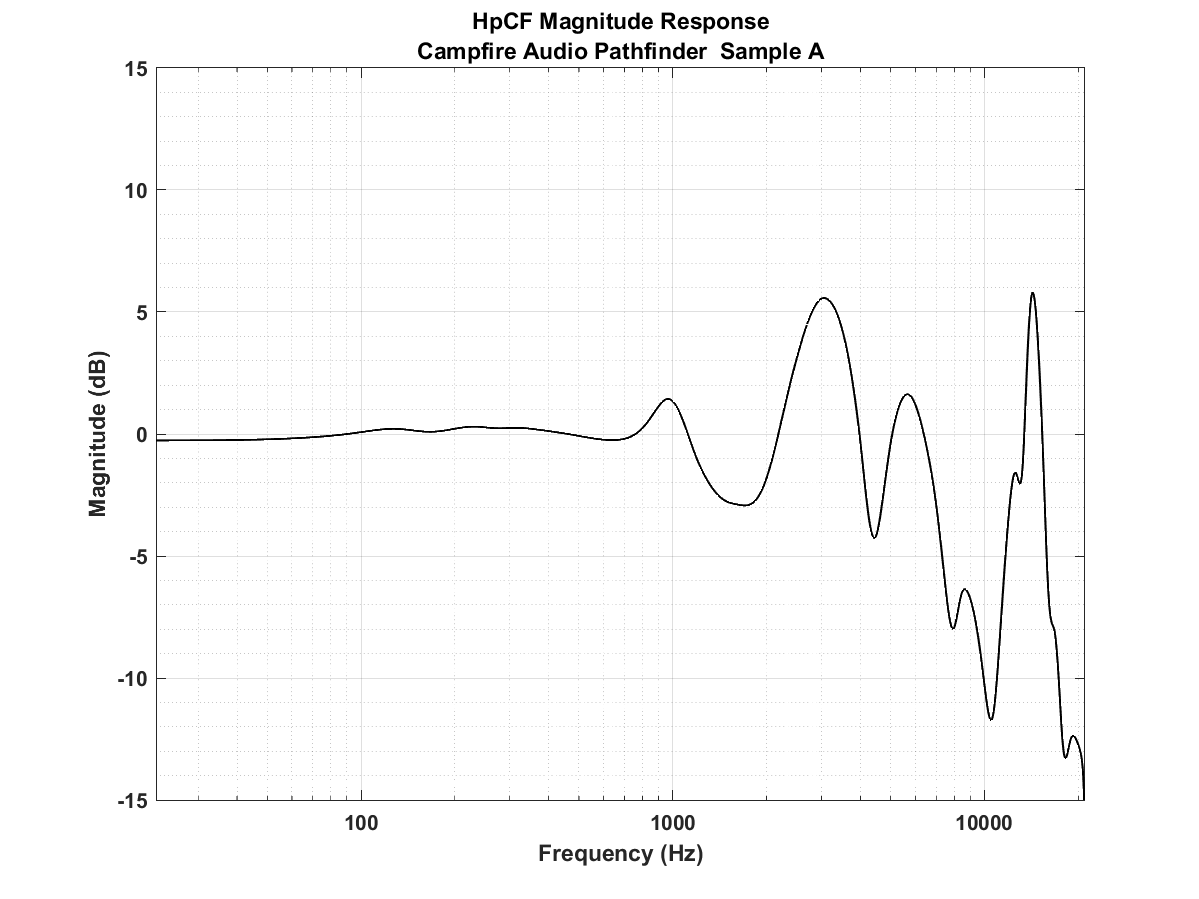 HpCF Magnitude Response
Campfire Audio Pathfinder  Sample A
15
10
5
0
-5
-10
-15
Magnitude (dB)
100
1000
10000
Frequency (Hz)